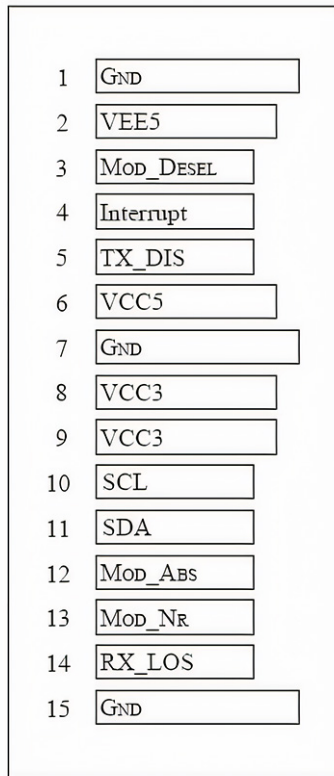 1 GND
2 VEE5
3 MOD_DESEL
4 Interrupt
5 TX_DIS
6 VCC5
7 GND
8 VCC3
9 VCC3
10 SCL
11 SDA
12 MOD_ABS
13 MOD_NR
14 RX_LOS
15 GND